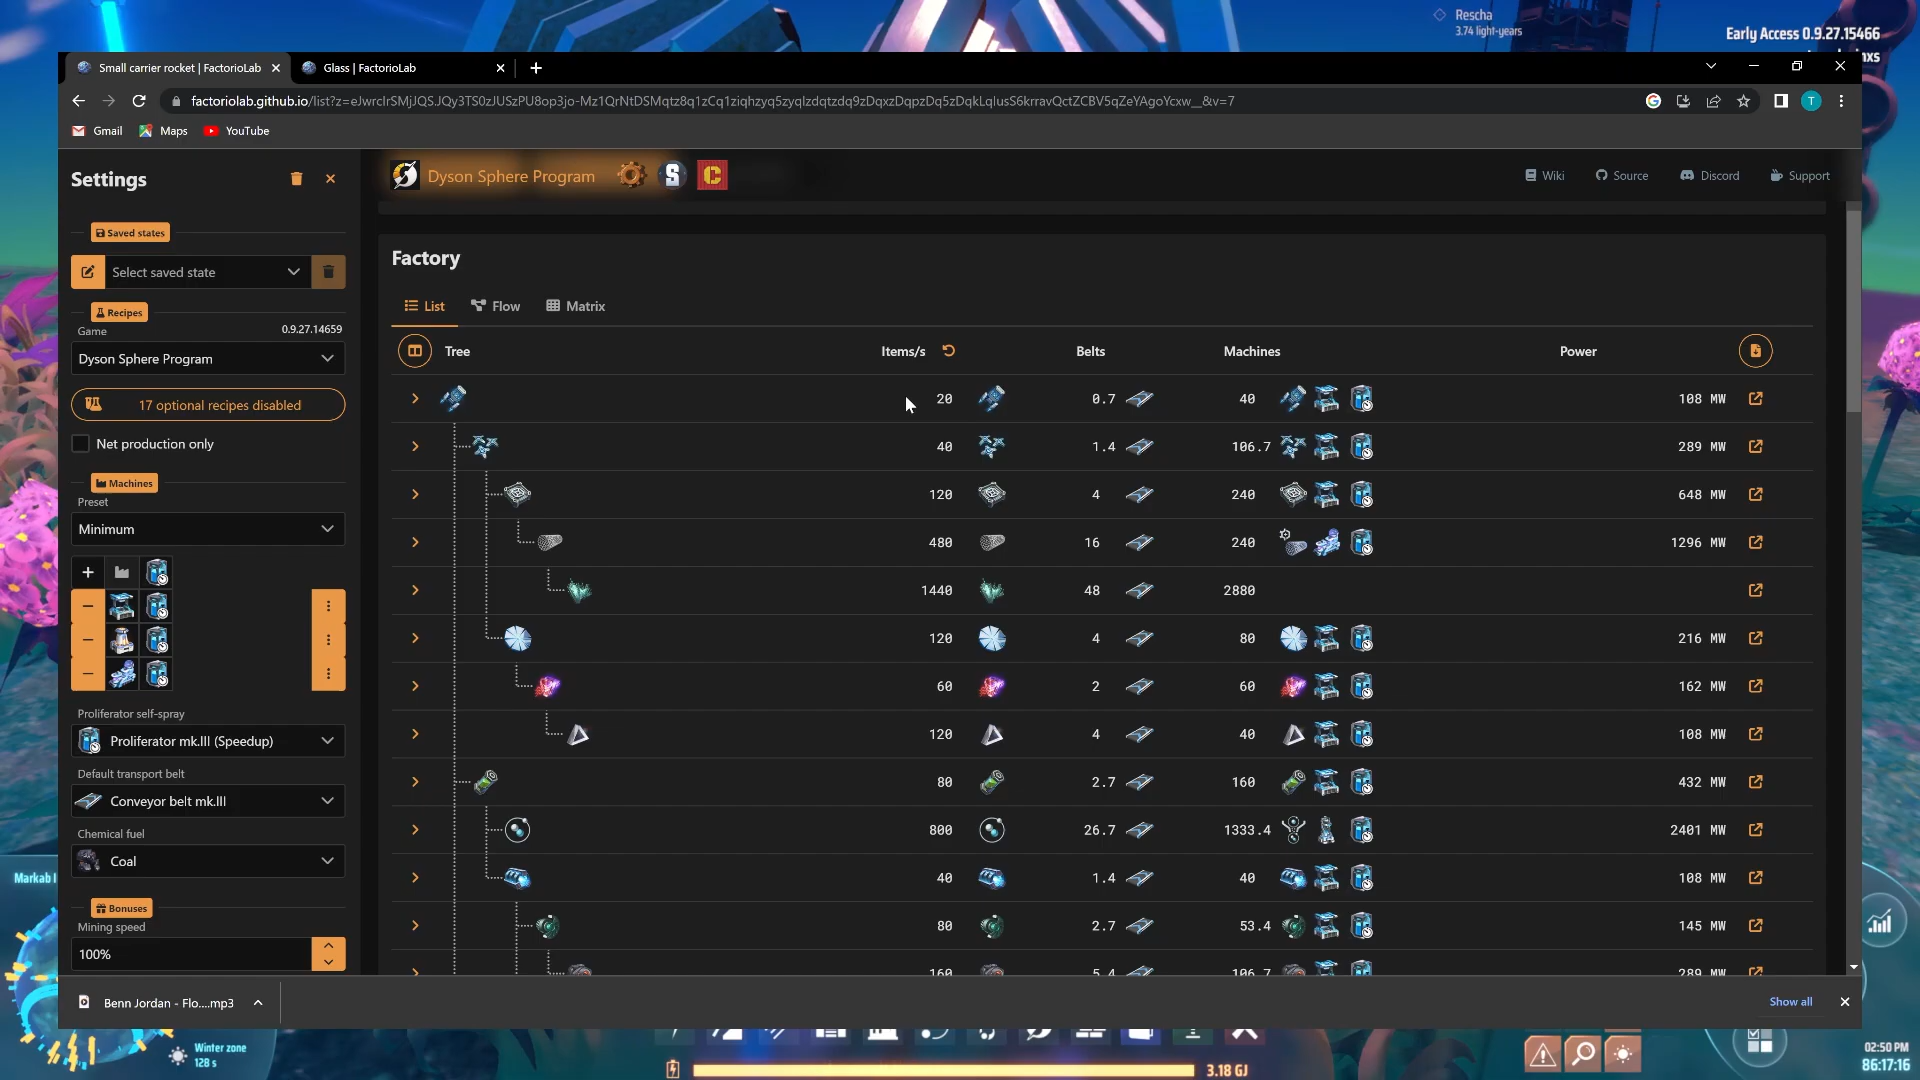 Rescha
3.74 light-years
Early Access 0.9.27.15466
Small carrier rocket | FactorioLab
Glass | FactorioLab
Gmail
Maps
YouTube
Settings
Dyson Sphere Program
S
C
Wiki
Source
Discord
Support
Saved states
Select saved state
Recipes
Game
0.9.27.14659
Dyson Sphere Program
17 optional recipes disabled
Net production only
Machines
Preset
Minimum
Proliferator self-spray
Proliferator mk.III (Speedup)
Default transport belt
Conveyor belt mk.III
Chemical fuel
Coal
Bonuses
Mining speed
100%
Factory
List
Flow
Matrix
Tree
Items/s
Belts
Machines
Power
20 0.7 40 108 MW
40 1.4 106.7 289 MW
120 4 240 648 MW
480 16 240 1296 MW
1440 48 2880
120 4 80 216 MW
60 2 60 162 MW
120 4 40 108 MW
80 2.7 160 432 MW
800 26.7 1333.4 2401 MW
40 1.4 40 108 MW
80 2.7 53.4 145 MW
160 5.4 106.7 289 MW
Benn Jordan - Flo....mp3
Show all
Markab I
Winter zone
128 s
3.18 GJ
02:50 PM
86:17:16
T